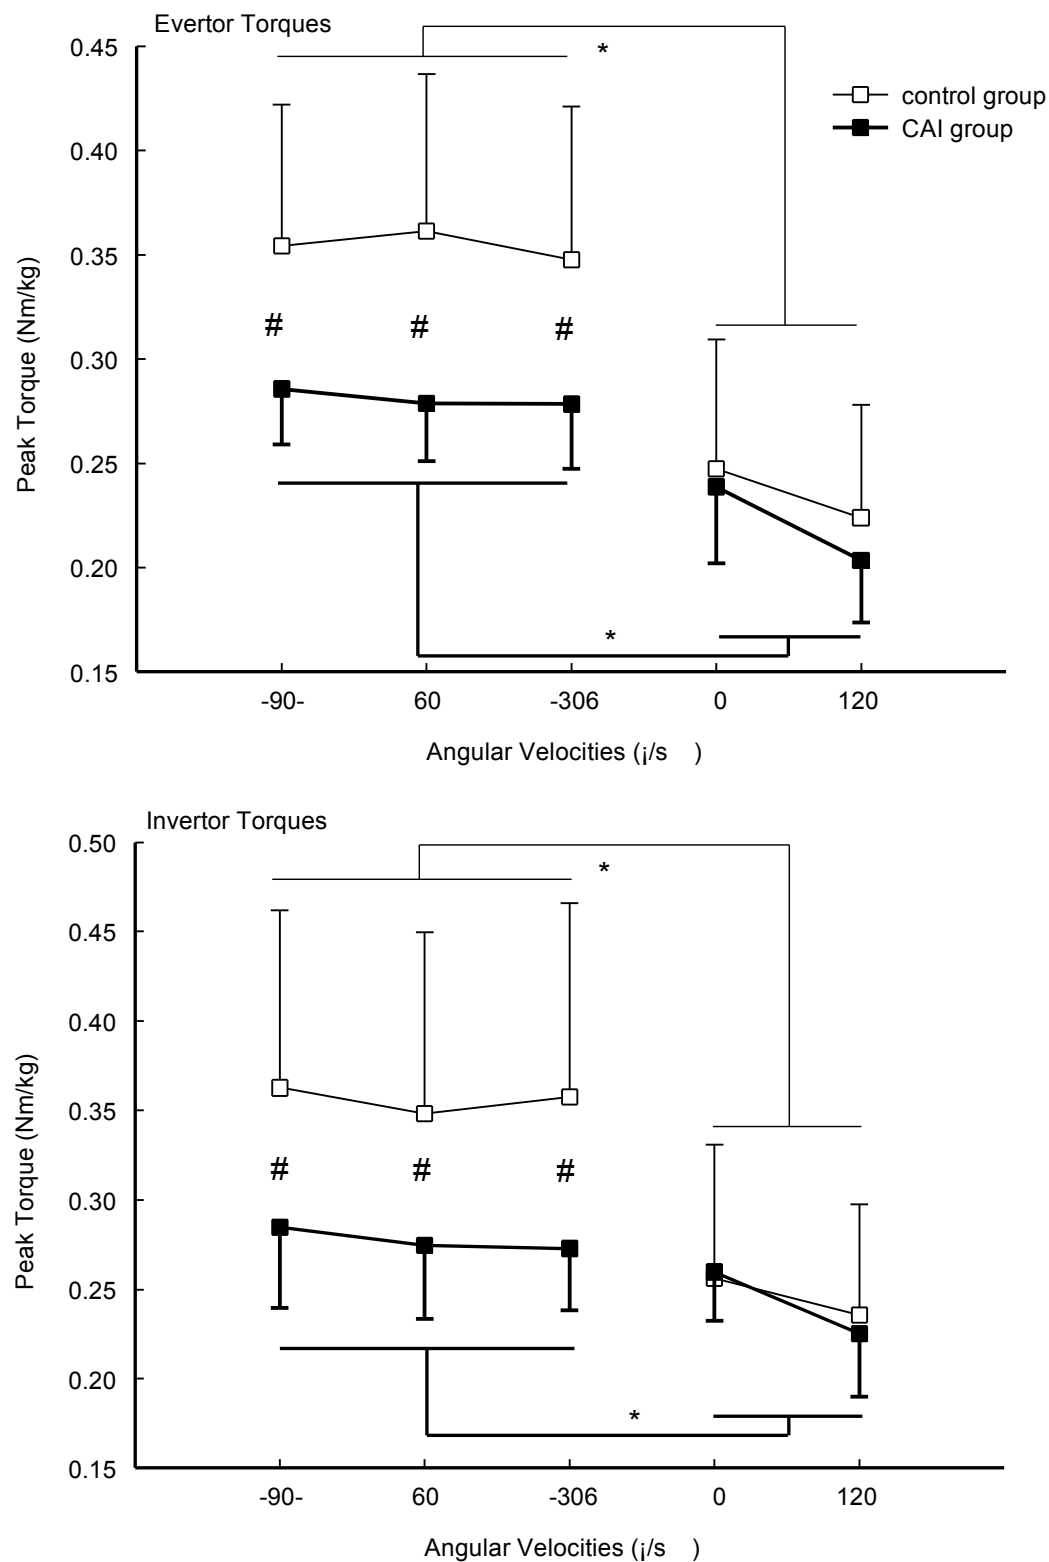 Evertor Torques
0.45
*
control group
CAI group
0.40
0.35
# # #
0.30
0.25
0.20
*
0.15
Peak Torque (Nm/kg)
-90- 60 -306 0 120
Angular Velocities (¡/s )
Invertor Torques
0.50
*
0.45
0.40
0.35
# # #
0.30
0.25
0.20
*
0.15
Peak Torque (Nm/kg)
-90- 60 -306 0 120
Angular Velocities (¡/s )